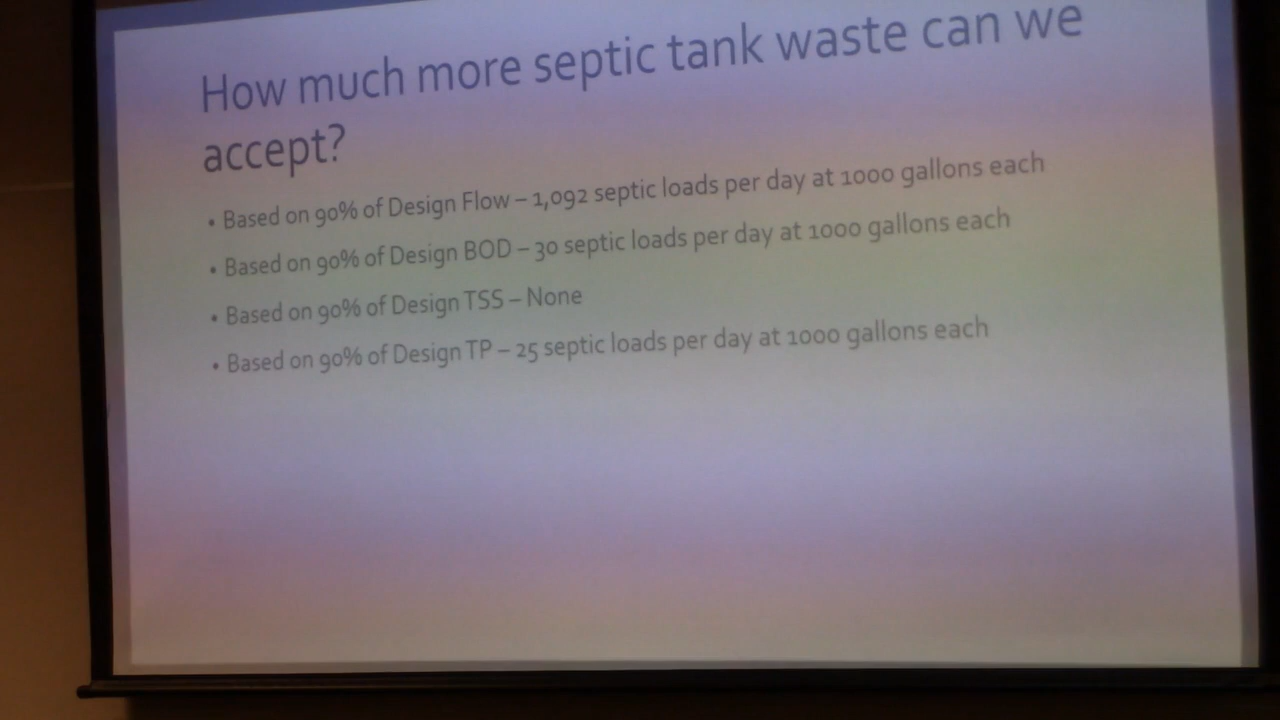 How much more septic tank waste can we
accept?
• Based on 90% of Design Flow – 1,092 septic loads per day at 1000 gallons each
• Based on 90% of Design BOD – 30 septic loads per day at 1000 gallons each
• Based on 90% of Design TSS – None
• Based on 90% of Design TP – 25 septic loads per day at 1000 gallons each